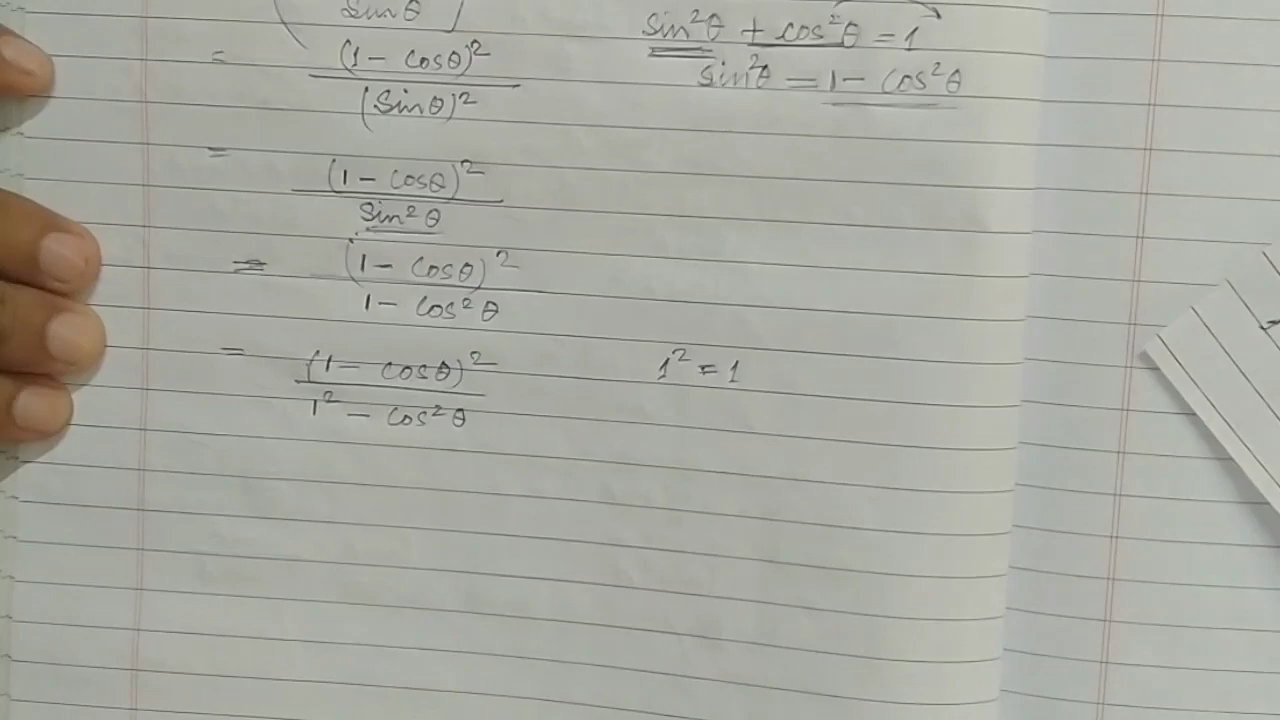 sinθ
sin²θ + cos²θ = 1
= (1 - cosθ)²
sin²θ = 1 - cos²θ
(sinθ)²
=
(1 - cosθ)²
sin²θ
= (1 - cosθ)²
1 - cos²θ
= (1 - cosθ)² 1² = 1
1² - cos²θ